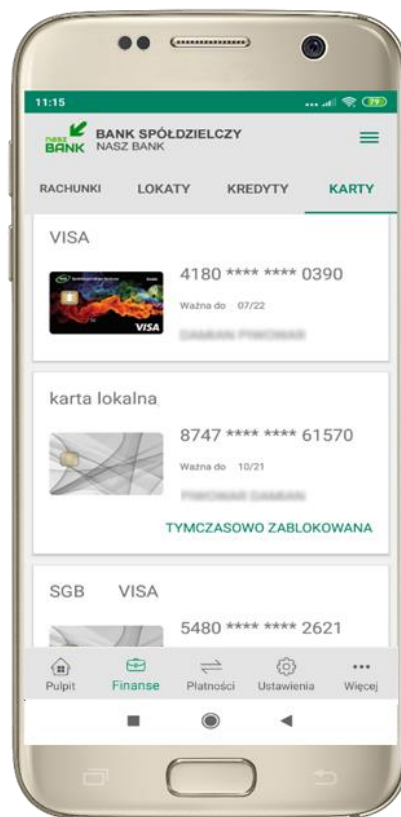 11:15
79
nasz BANK
BANK SPÓŁDZIELCZY
NASZ BANK
RACHUNKI LOKATY KREDYTY KARTY
VISA
4180 **** **** 0390
Ważna do 07/22
VISA
karta lokalna
8747 **** **** 61570
Ważna do 10/21
TYMCZASOWO ZABLOKOWANA
SGB VISA
5480 **** **** 2621
Pulpit Finanse Płatności Ustawienia Więcej